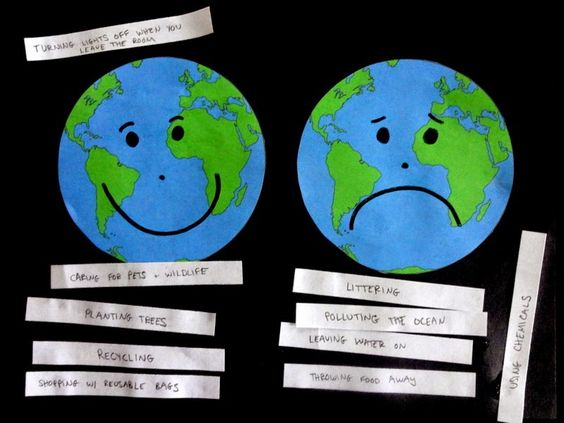 TURNING LIGHTS OFF WHEN YOU
LEAVE THE ROOM
CARING FOR PETS + WILDLIFE
PLANTING TREES
RECYCLING
SHOPPING W/ REUSABLE BAGS
LITTERING
POLLUTING THE OCEAN
LEAVING WATER ON
THROWING FOOD AWAY
USING CHEMICALS